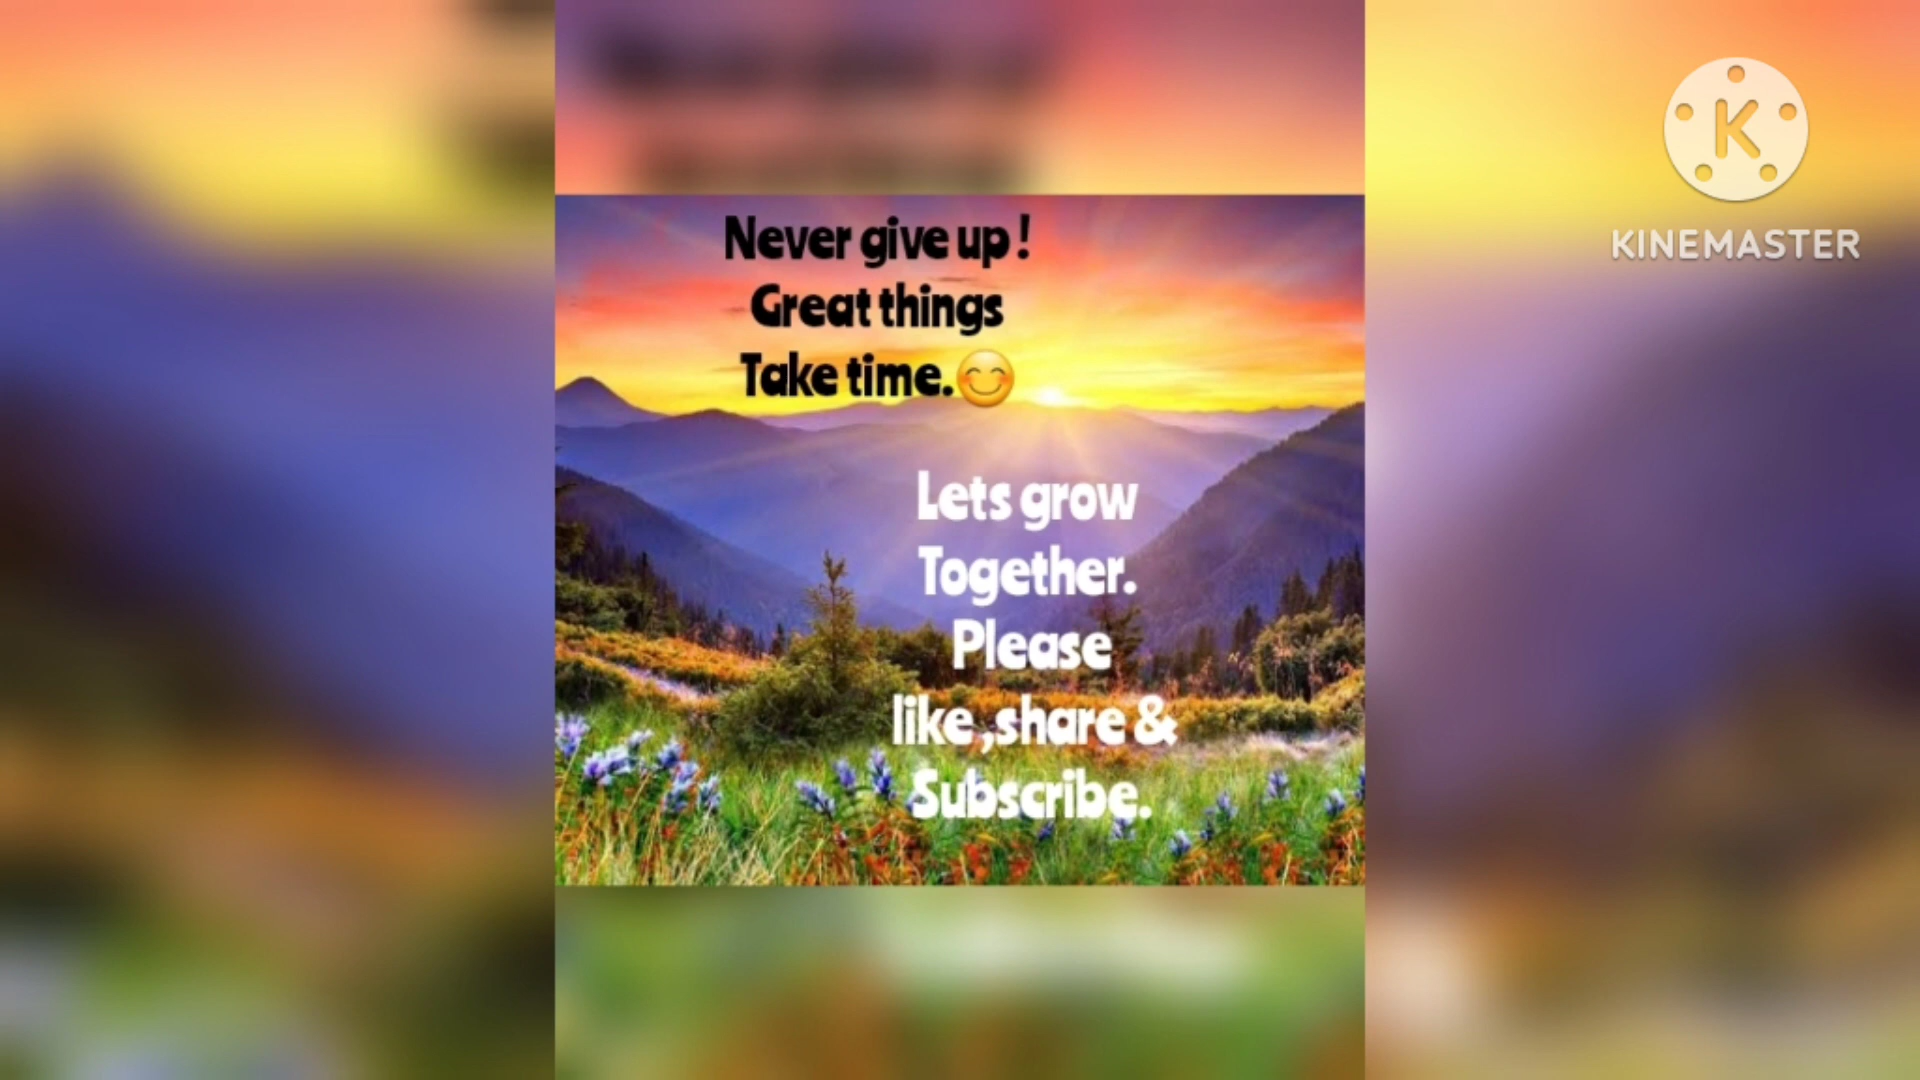 Never give up !
Great things
Take time.😊
Lets grow
Together.
Please
like ,share &
Subscribe.
K
KINEMASTER